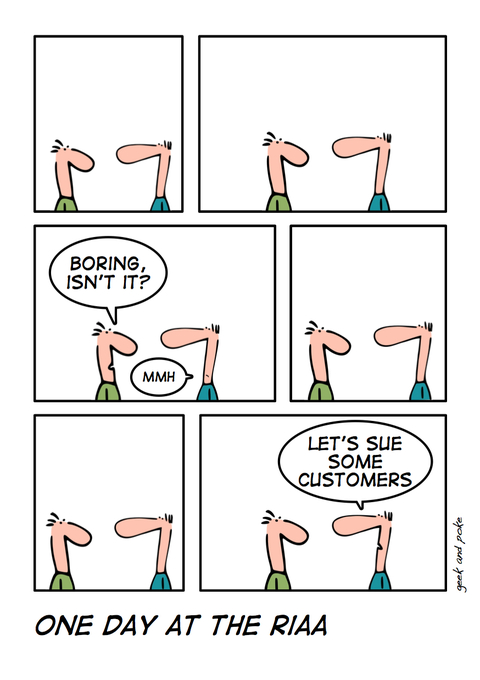 BORING,
ISN'T IT?
MMH
LET'S SUE
SOME
CUSTOMERS
geek and poke
ONE DAY AT THE RIAA